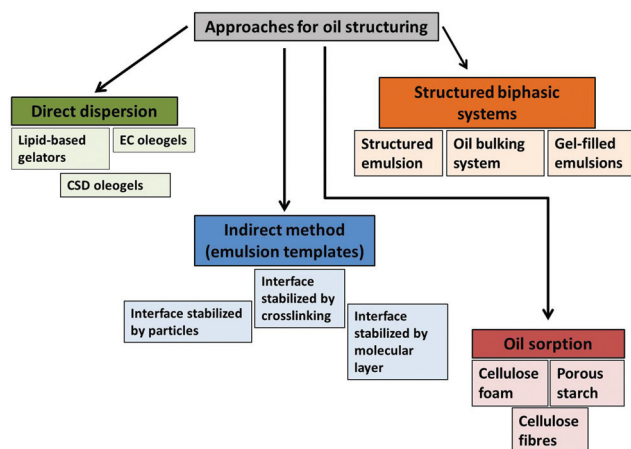 Approaches for oil structuring
Direct dispersion
Lipid-based
gelators
EC oleogels
CSD oleogels
Structured biphasic
systems
Structured
emulsion
Oil bulking
system
Gel-filled
emulsions
Indirect method
(emulsion templates)
Interface stabilized
by particles
Interface
stabilized by
crosslinking
Interface
stabilized by
molecular
layer
Oil sorption
Cellulose
foam
Porous
starch
Cellulose
fibres